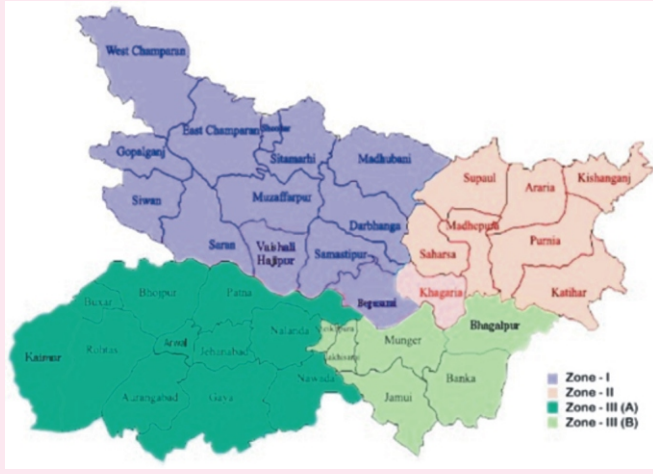 West Champaran
East Champaran
Gopalganj
Sitamarhi
Madhubani
Siwan
Muzaffarpur
Darbhanga
Saran
Vaishali
Hajipur
Samastipur
Begusarai
Supaul
Araria
Kishanganj
Madhepura
Saharsa
Purnia
Khagaria
Katihar
Buxar
Bhojpur
Patna
Nalanda
Kaimur
Rohtas
Arwal
Jehanabad
Nawada
Aurangabad
Gaya
Munger
Bhagalpur
Jamui
Banka
Zone - I
Zone - II
Zone - III (A)
Zone - III (B)